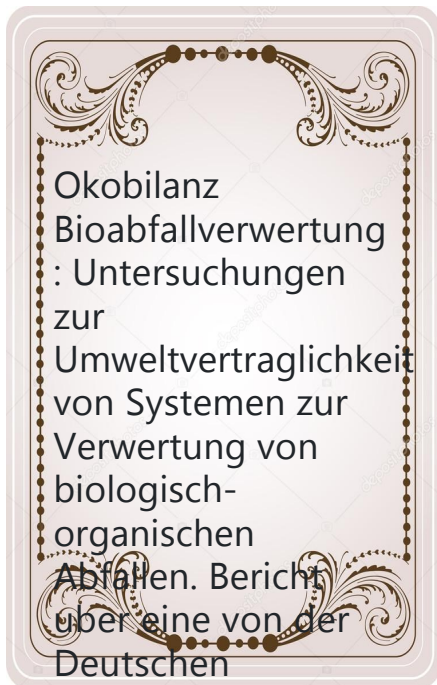 Okobilanz
Bioabfallverwertung
: Untersuchungen
zur
Umweltvertraglichkeit
von Systemen zur
Verwertung von
biologisch-
organischen
Abfallen. Bericht
uber eine von der
Deutschen